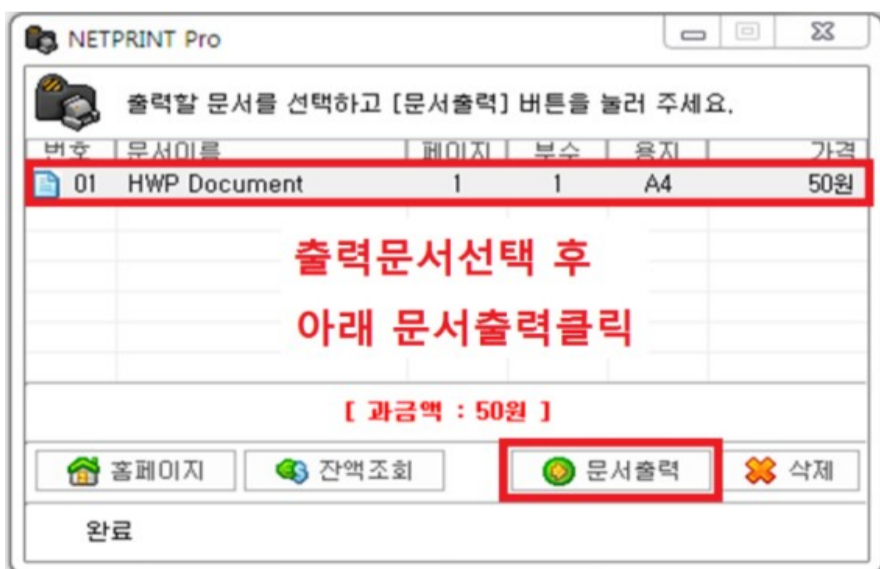 NETPRINT Pro
출력할 문서를 선택하고 [문서출력] 버튼을 눌러 주세요.
번호 문서이름 페이지 부수 용지 가격
01 HWP Document 1 1 A4 50원
출력문서선택 후
아래 문서출력클릭
[ 과금액 : 50원 ]
홈페이지 잔액조회 문서출력 삭제
완료